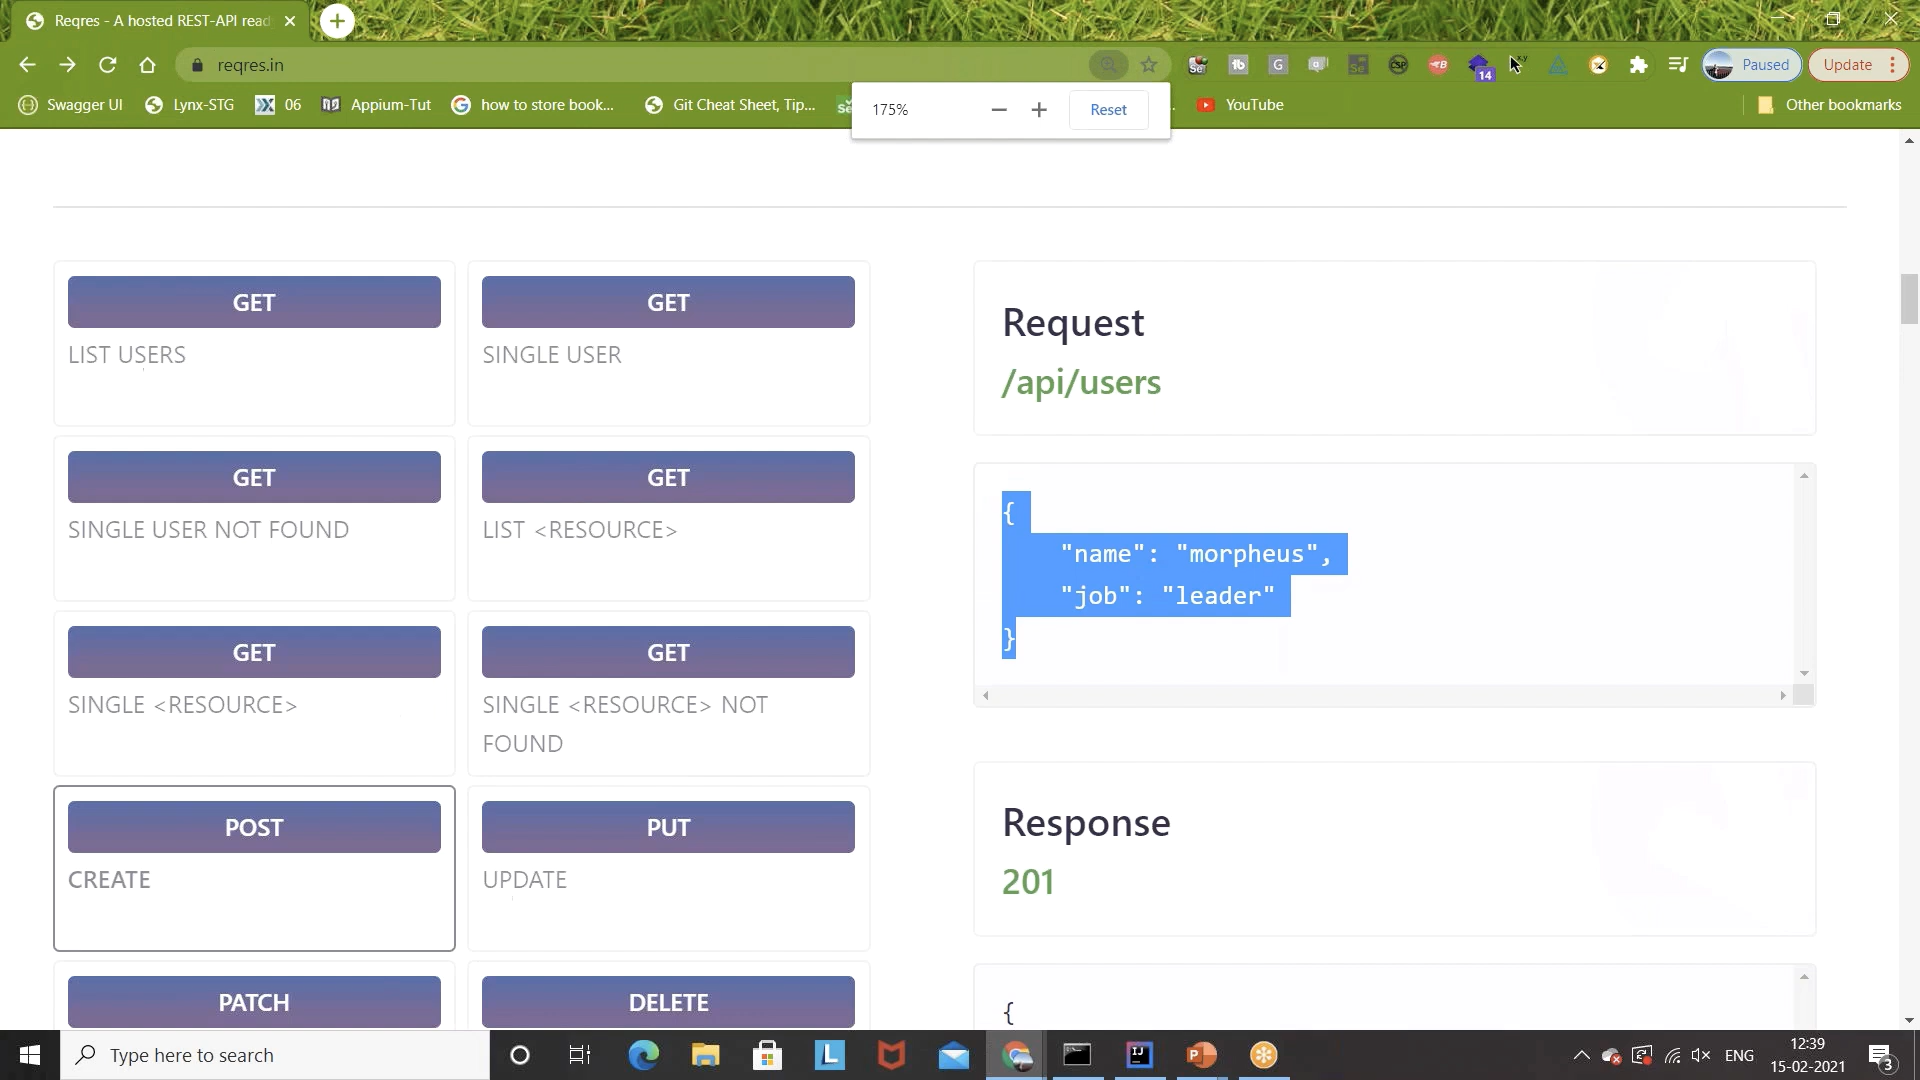 Reqres - A hosted REST-API read
reqres.in
14
Paused
Update
Swagger UI
Lynx-STG
06
Appium-Tut
how to store book...
Git Cheat Sheet, Tip...
YouTube
Other bookmarks
175%
Reset
GET
LIST USERS
GET
SINGLE USER
GET
SINGLE USER NOT FOUND
GET
LIST <RESOURCE>
GET
SINGLE <RESOURCE>
GET
SINGLE <RESOURCE> NOT
FOUND
POST
CREATE
PUT
UPDATE
PATCH
DELETE
Request
/api/users
{
"name": "morpheus",
"job": "leader"
}
Response
201
{
Type here to search
ENG
12:39
15-02-2021
3